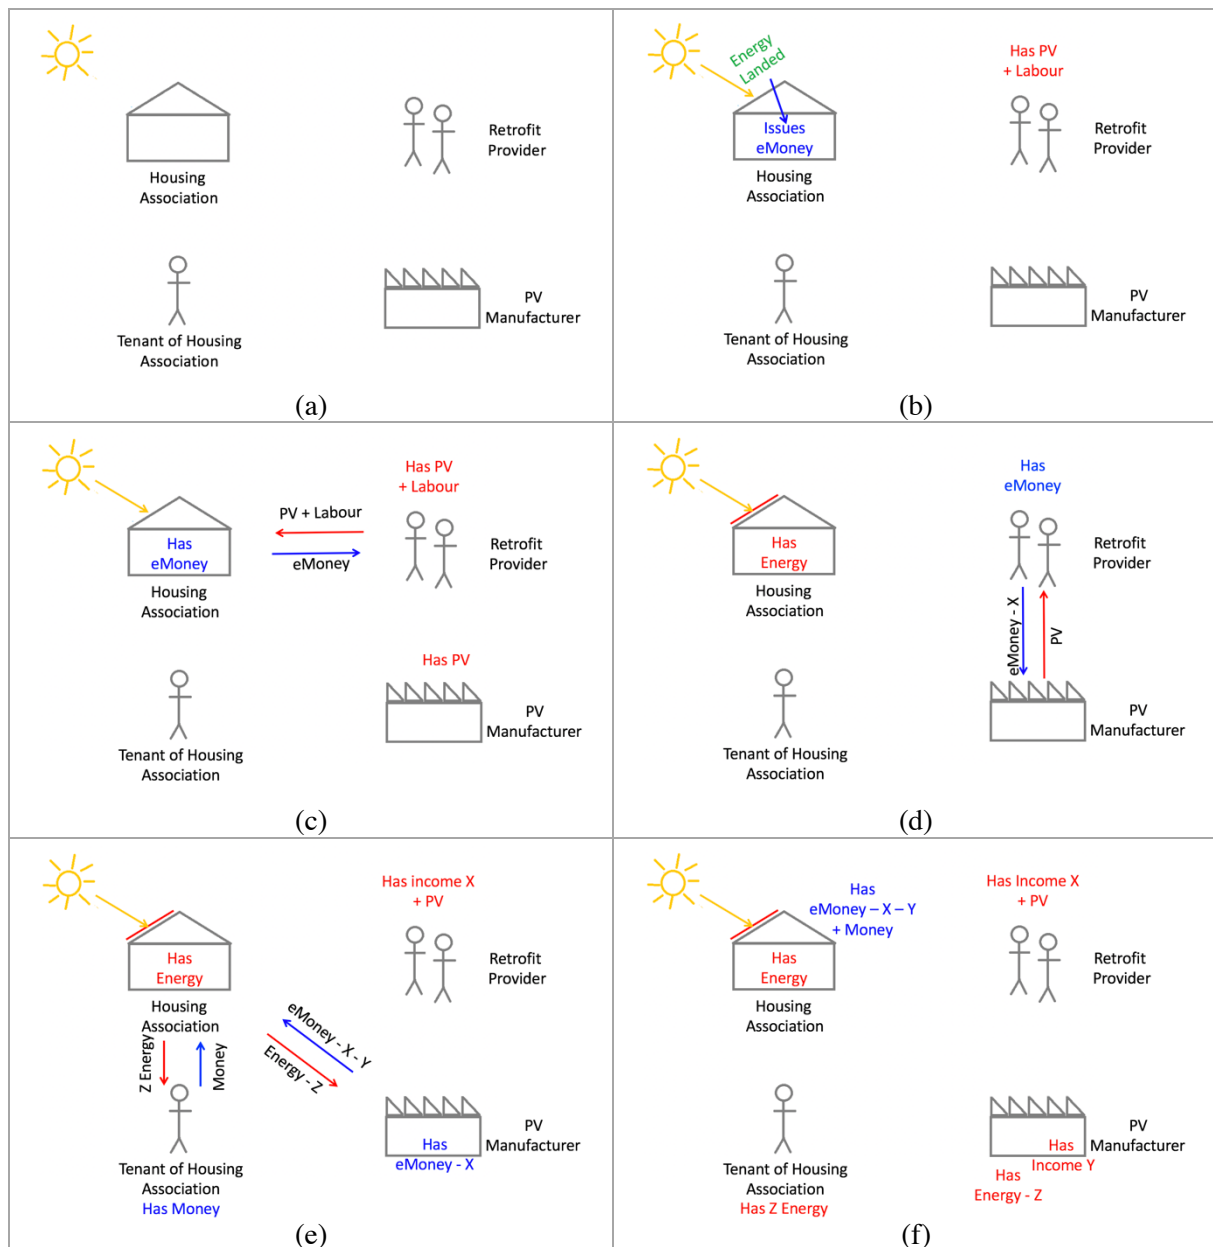 Housing
Association
Retrofit
Provider
Tenant of Housing
Association
PV
Manufacturer
(a)
Energy
Landed
Issues
eMoney
Housing
Association
Has PV
+ Labour
Retrofit
Provider
Tenant of Housing
Association
PV
Manufacturer
(b)
Has PV
+ Labour
PV + Labour
eMoney
Has
eMoney
Housing
Association
Retrofit
Provider
Has PV
Tenant of Housing
Association
PV
Manufacturer
(c)
Has
eMoney
Has
Energy
Housing
Association
Retrofit
Provider
eMoney - X
PV
Tenant of Housing
Association
PV
Manufacturer
(d)
Has income X
+ PV
Has
Energy
Housing
Association
Retrofit
Provider
Z Energy
Money
eMoney - X - Y
Energy - Z
Has
eMoney - X
PV
Manufacturer
Tenant of Housing
Association
Has Money
(e)
Has
eMoney – X – Y
+ Money
Has Income X
+ PV
Has
Energy
Housing
Association
Retrofit
Provider
Tenant of Housing
Association
Has Z Energy
PV
Manufacturer
Has
Income Y
Has
Energy - Z
(f)